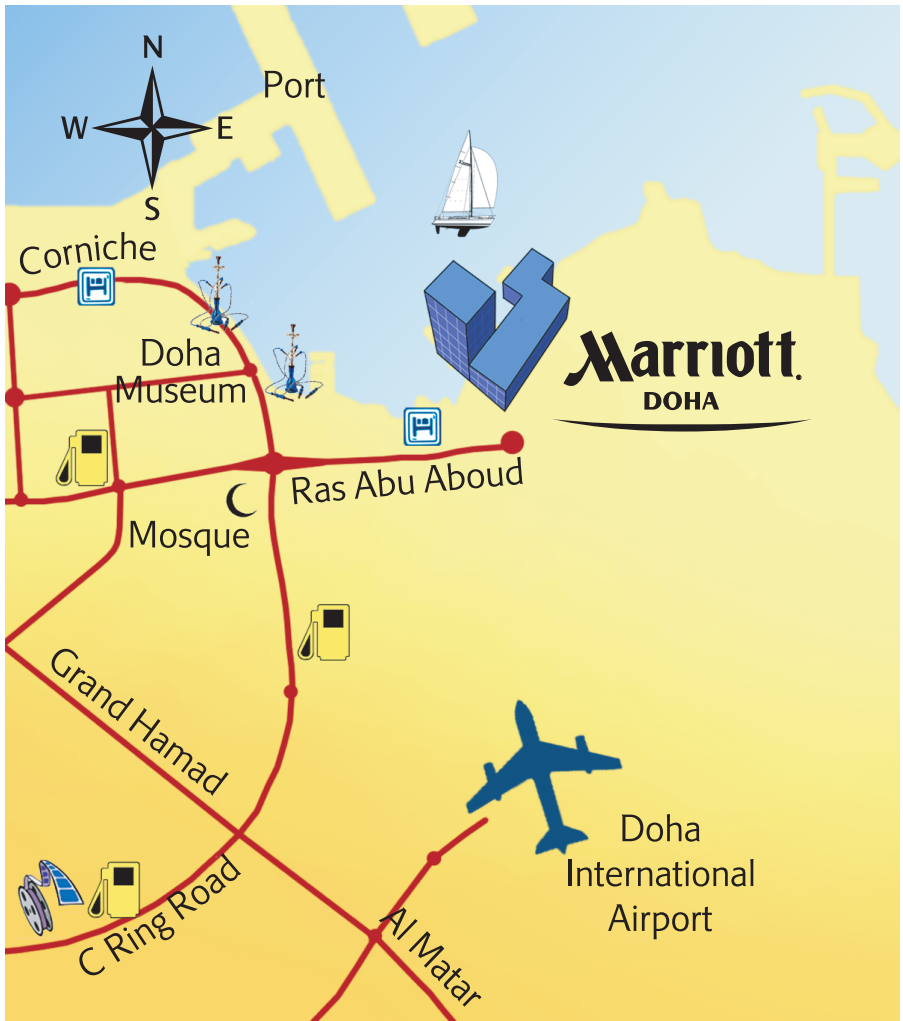 N
Port
W
E
S
Corniche
Doha
Museum
Marriott.
DOHA
Ras Abu Aboud
Mosque
Grand Hamad
Doha
International
Airport
C Ring Road
Al Matar